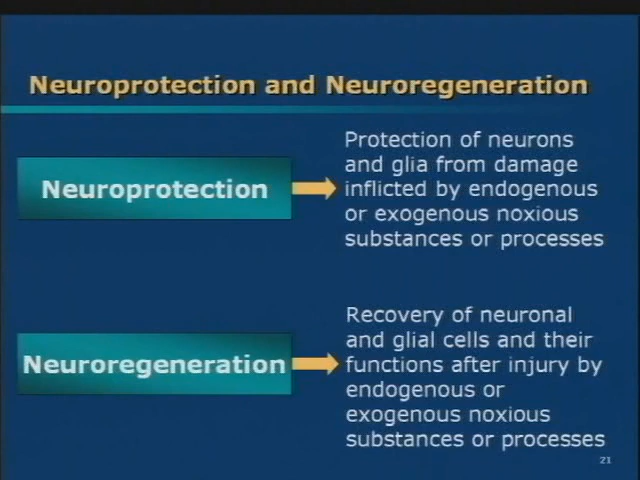 Neuroprotection and Neuroregeneration
Neuroprotection
Protection of neurons
and glia from damage
inflicted by endogenous
or exogenous noxious
substances or processes
Neuroregeneration
Recovery of neuronal
and glial cells and their
functions after injury by
endogenous or
exogenous noxious
substances or processes
21